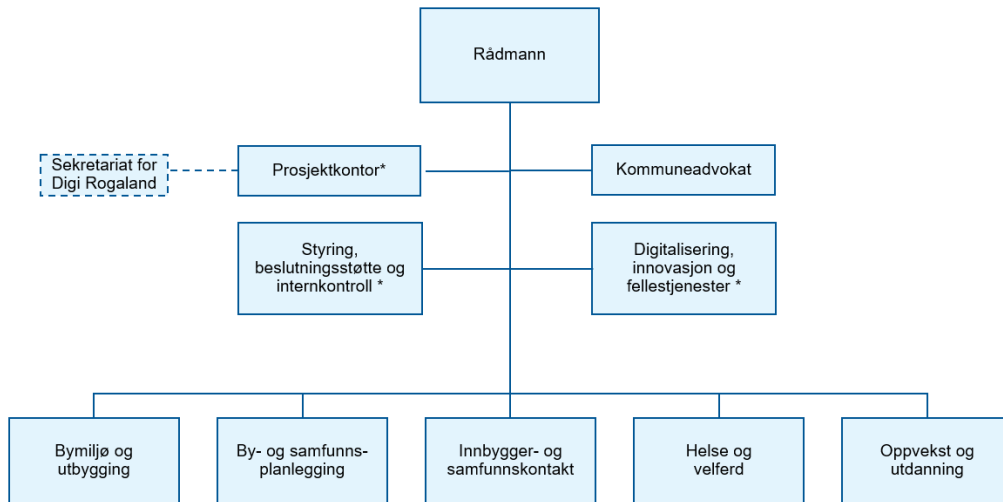 Rådmann
Sekretariat for
Digi Rogaland
Prosjektkontor*
Kommuneadvokat
Styring,
beslutningsstøtte og
internkontroll *
Digitalisering,
innovasjon og
fellestjenester *
Bymiljø og
utbygging
By- og samfunns-
planlegging
Innbygger- og
samfunnskontakt
Helse og
velferd
Oppvekst og
utdanning